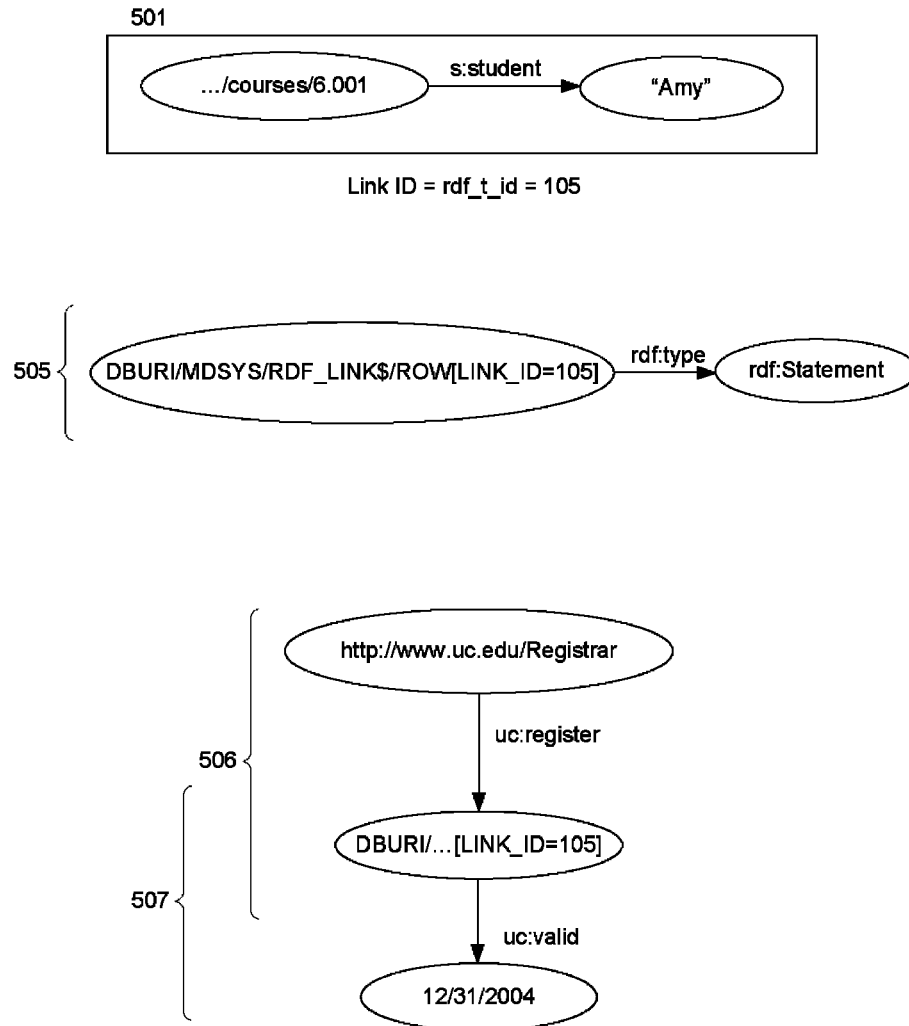 501
.../courses/6.001
s:student
“Amy”
Link ID = rdf_t_id = 105
505
DBURI/MDSYS/RDF_LINK$/ROW[LINK_ID=105]
rdf:type
rdf:Statement
http://www.uc.edu/Registrar
506
uc:register
DBURI/...[LINK_ID=105]
507
uc:valid
12/31/2004